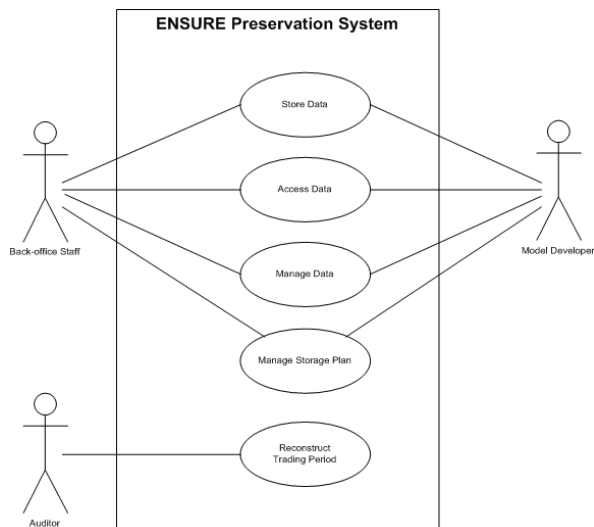 ENSURE Preservation System
Store Data
Access Data
Back-office Staff
Model Developer
Manage Data
Manage Storage Plan
Reconstruct
Trading Period
Auditor